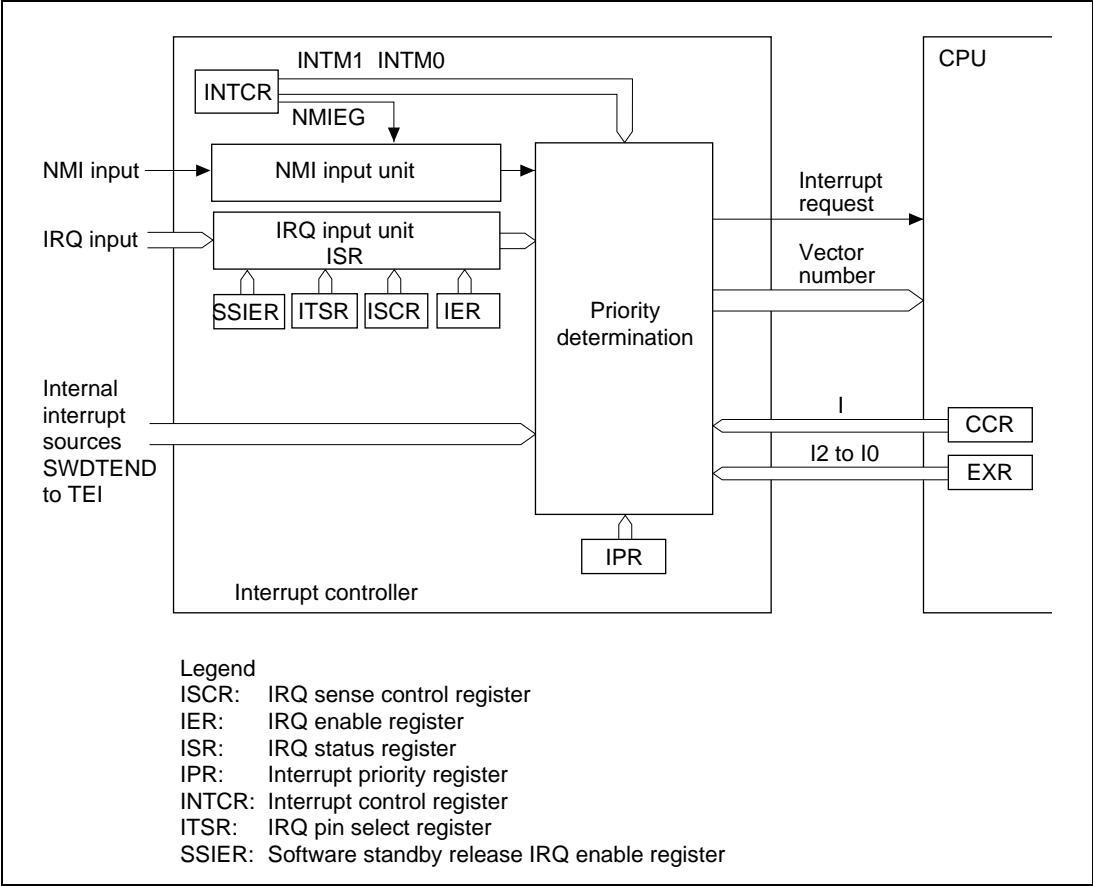 INTM1 INTM0
CPU
INTCR
NMIEG
NMI input
NMI input unit
Interrupt
request
IRQ input
IRQ input unit
ISR
Vector
number
SSIER
ITSR
ISCR
IER
Priority
determination
Internal
interrupt
sources
SWDTEND
to TEI
I
CCR
I2 to I0
EXR
IPR
Interrupt controller
Legend
ISCR: IRQ sense control register
IER: IRQ enable register
ISR: IRQ status register
IPR: Interrupt priority register
INTCR: Interrupt control register
ITSR: IRQ pin select register
SSIER: Software standby release IRQ enable register